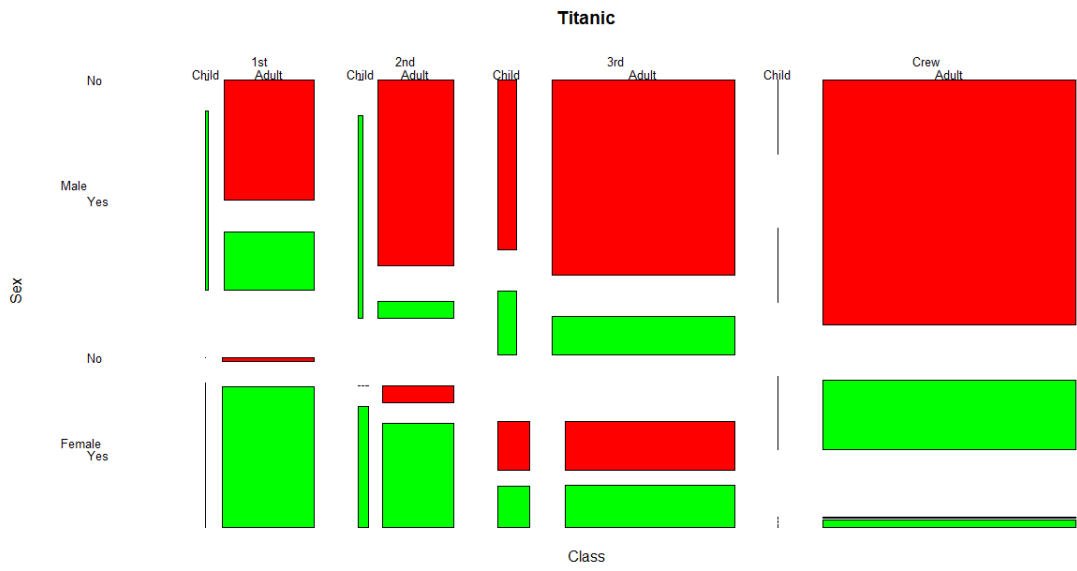 Titanic
1st 2nd 3rd Crew
Child Adult Child Adult Child Adult Child Adult
No
Male
Yes
Sex
No
Female
Yes
Class